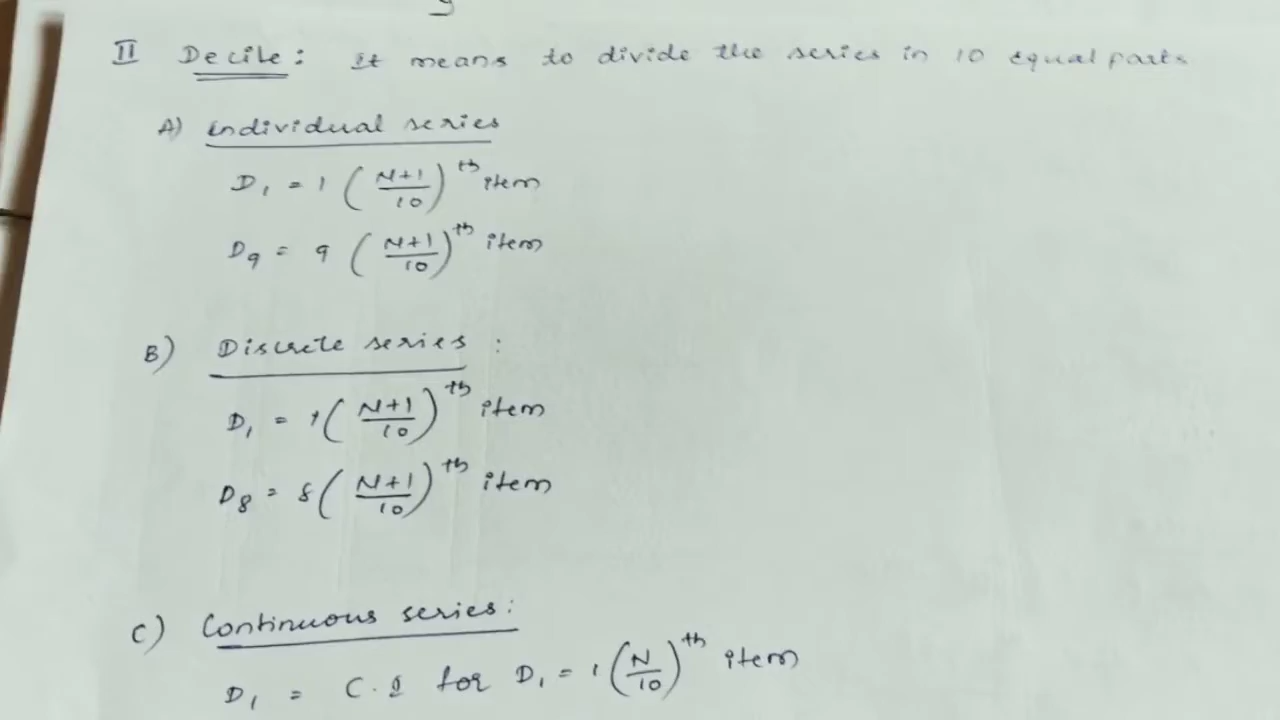 II Decile: It means to divide the series in 10 equal parts
A) individual series
D₁ = 1 (N+1/10)ᵗʰ item
D₉ = 9 (N+1/10)ᵗʰ item
B) Discrete series :
D₁ = 1 (N+1/10)ᵗʰ item
D₈ = 8 (N+1/10)ᵗʰ item
C) Continuous series:
D₁ = C.I for D₁ = 1 (N/10)ᵗʰ item